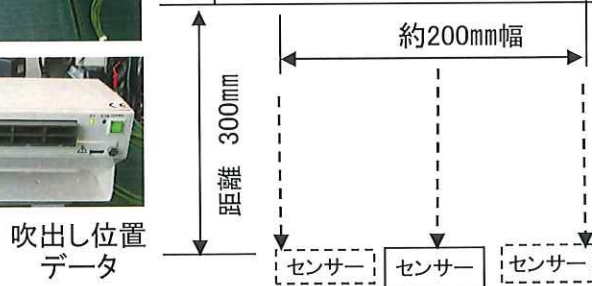 約200mm幅
距離 300mm
吹出し位置
データ
センサー
センサー
センサー